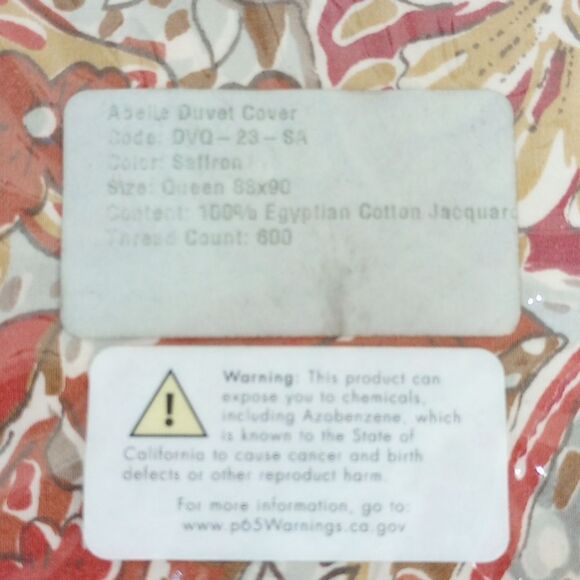 Abelle Duvet Cover
Code: DVQ-23-SA
Color: Saffron
Size: Queen 88x90
Content: 100% Egyptian Cotton Jacquard
Thread Count: 600
Warning: This product can
expose you to chemicals,
including Azobenzene, which
is known to the State of
California to cause cancer and birth
defects or other reproduct harm.
For more information, go to:
www.p65Warnings.ca.gov